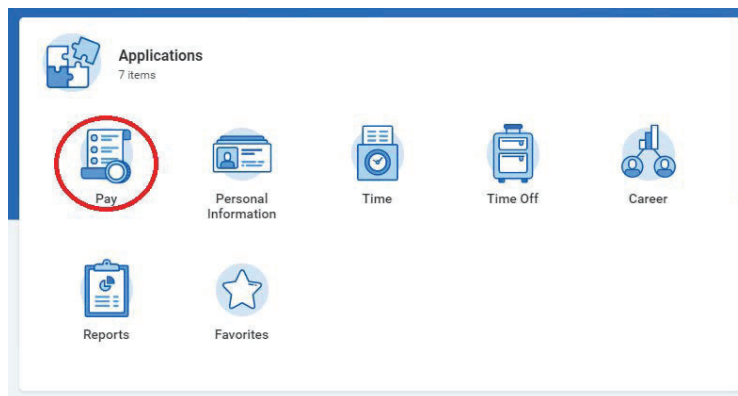 Applications
7 items
Pay
Personal
Information
Time
Time Off
Career
Reports
Favorites